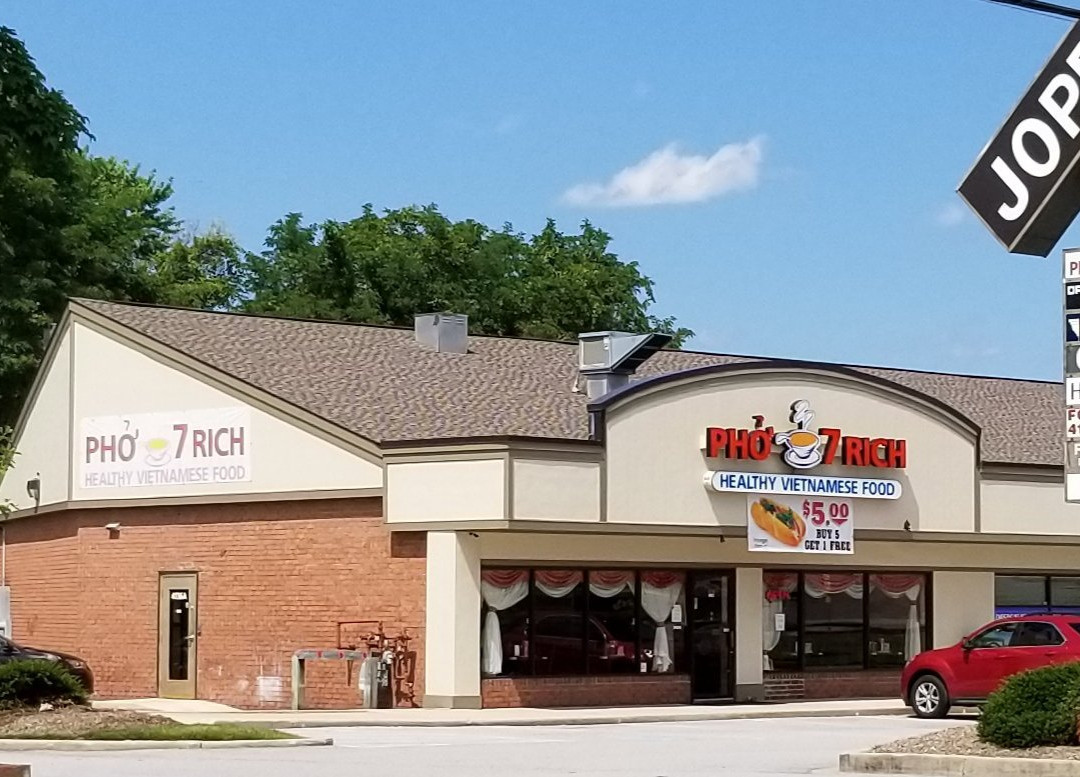 PHỞ 7 RICH
HEALTHY VIETNAMESE FOOD
PHỞ 7 RICH
HEALTHY VIETNAMESE FOOD
$5,00
BUY 5
GET 1 FREE
JOP